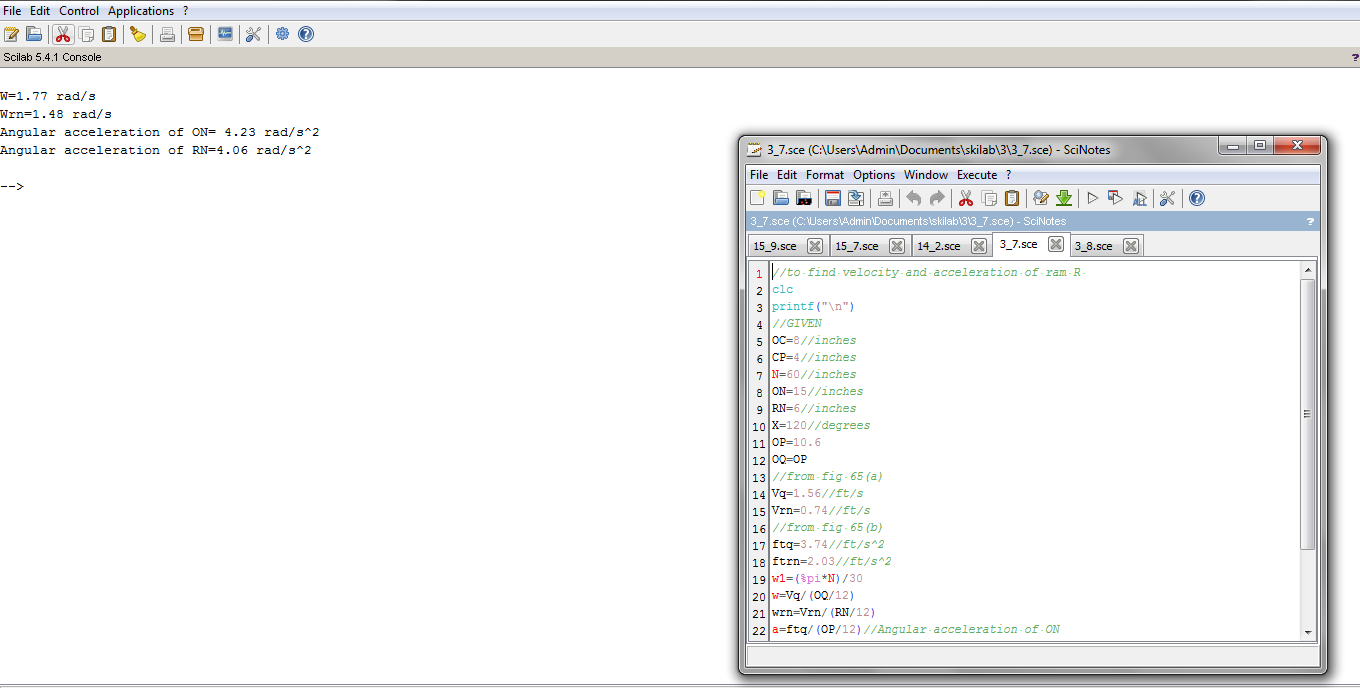 File Edit Control Applications ?
Scilab 5.4.1 Console ?
W=1.77 rad/s
Wrn=1.48 rad/s
Angular acceleration of ON= 4.23 rad/s^2
Angular acceleration of RN=4.06 rad/s^2
-->
3_7.sce (C:\Users\Admin\Documents\skilab\3\3_7.sce) - SciNotes
File Edit Format Options Window Execute ?
3_7.sce (C:\Users\Admin\Documents\skilab\3\3_7.sce) - SciNotes ?
15_9.sce 15_7.sce 14_2.sce 3_7.sce 3_8.sce
1 //to find velocity and acceleration of ram R
2 clc
3 printf("\n")
4 //GIVEN
5 OC=8//inches
6 CP=4//inches
7 N=60//inches
8 ON=15//inches
9 RN=6//inches
10 X=120//degrees
11 OP=10.6
12 OQ=OP
13 //from fig 65(a)
14 Vq=1.56//ft/s
15 Vrn=0.74//ft/s
16 //from fig 65(b)
17 ftq=3.74//ft/s^2
18 ftrn=2.03//ft/s^2
19 w1=(%pi*N)/30
20 w=Vq/(OQ/12)
21 wrn=Vrn/(RN/12)
22 a=ftq/(OP/12)//Angular acceleration of ON